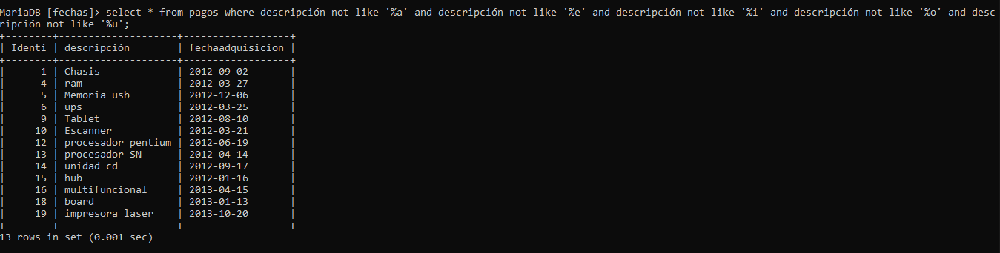 MariaDB [fechas]> select * from pagos where descripción not like '%a' and descripción not like '%e' and descripción not like '%i' and descripción not like '%o' and desc
ripción not like '%u';
+--------+--------------------+------------------+
| Identi | descripción        | fechaadquisicion |
+--------+--------------------+------------------+
|      1 | Chasis             | 2012-09-02       |
|      4 | ram                | 2012-03-27       |
|      5 | Memoria usb        | 2012-12-06       |
|      6 | ups                | 2012-03-25       |
|      9 | Tablet             | 2012-08-10       |
|     10 | Escanner           | 2012-03-21       |
|     12 | procesador pentium | 2012-06-19       |
|     13 | procesador SN      | 2012-04-14       |
|     14 | unidad cd          | 2012-09-17       |
|     15 | hub                | 2012-01-16       |
|     16 | multifuncional     | 2013-04-15       |
|     18 | board              | 2013-01-13       |
|     19 | impresora laser    | 2013-10-20       |
+--------+--------------------+------------------+
13 rows in set (0.001 sec)